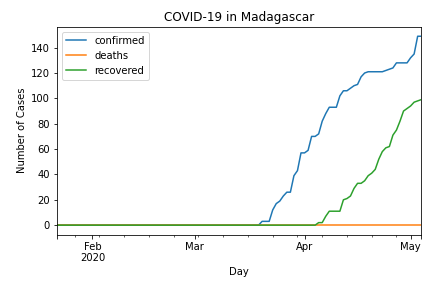 COVID-19 in Madagascar
confirmed
deaths
recovered
Number of Cases
140
120
100
80
60
40
20
0
Feb
2020
Mar
Apr
May
Day